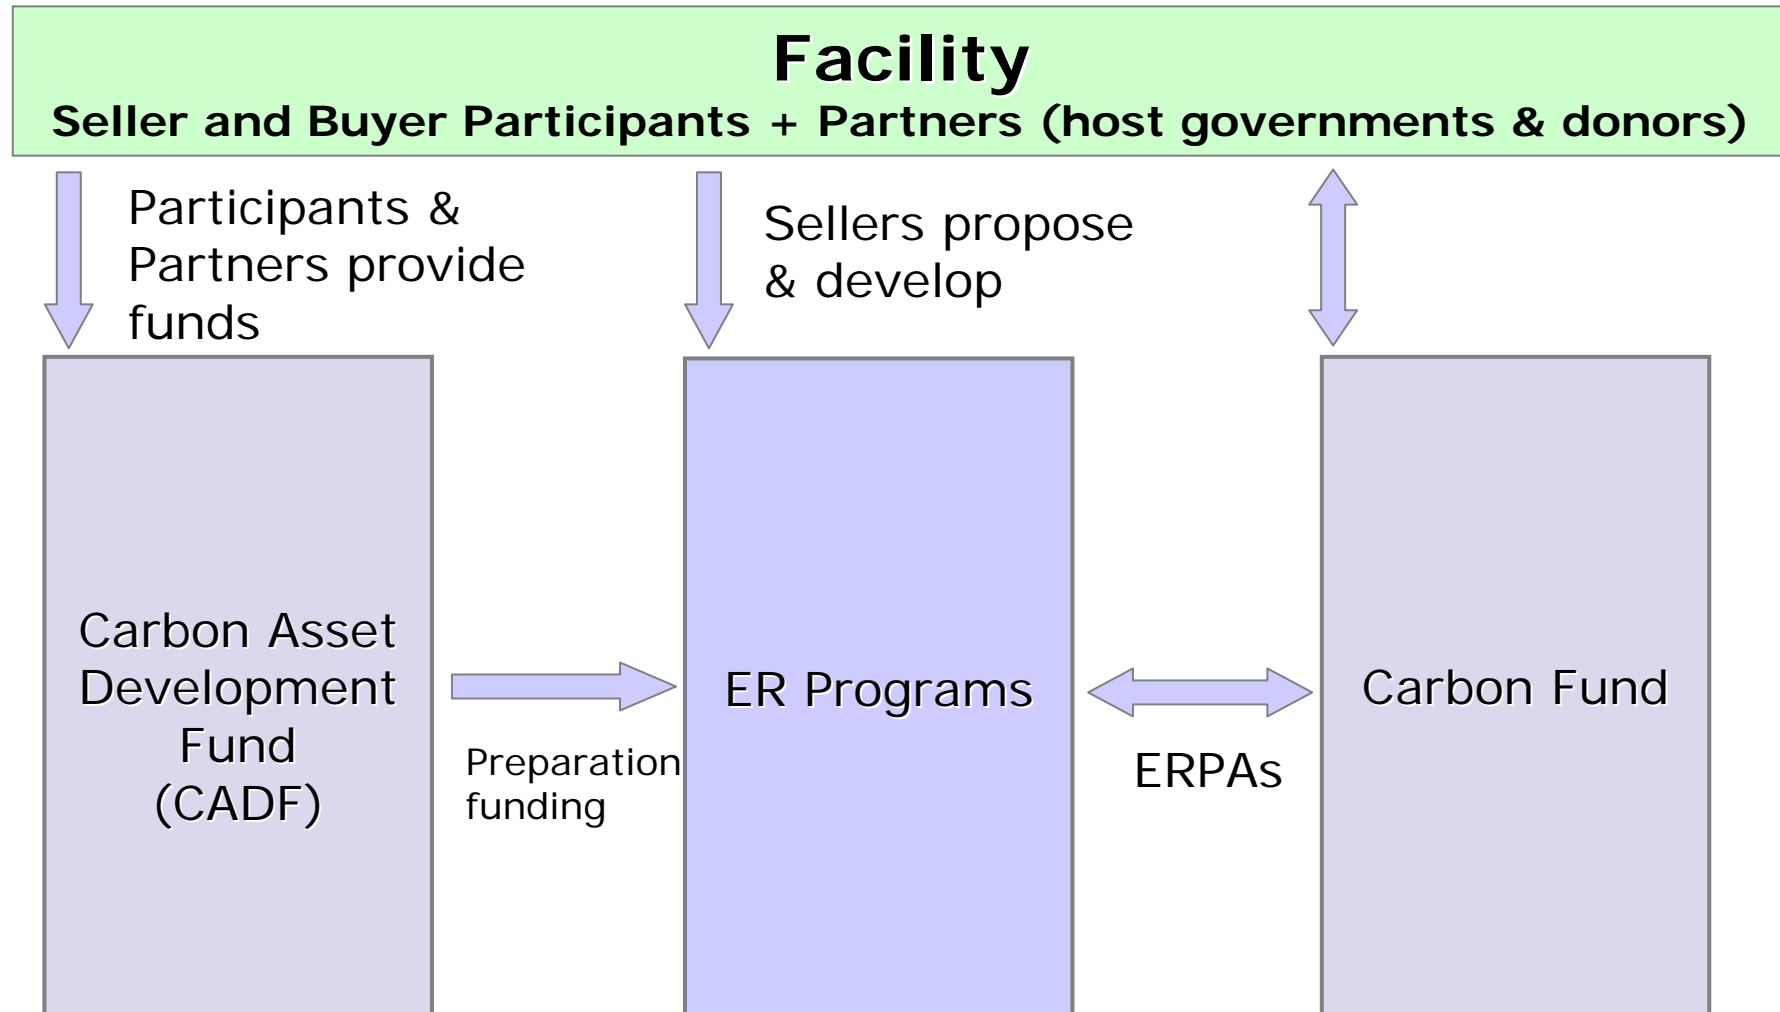 Facility
Seller and Buyer Participants + Partners (host governments & donors)
Participants &
Partners provide
funds
Sellers propose
& develop
Carbon Asset
Development
Fund
(CADF)
Preparation
funding
ER Programs
ERPAs
Carbon Fund